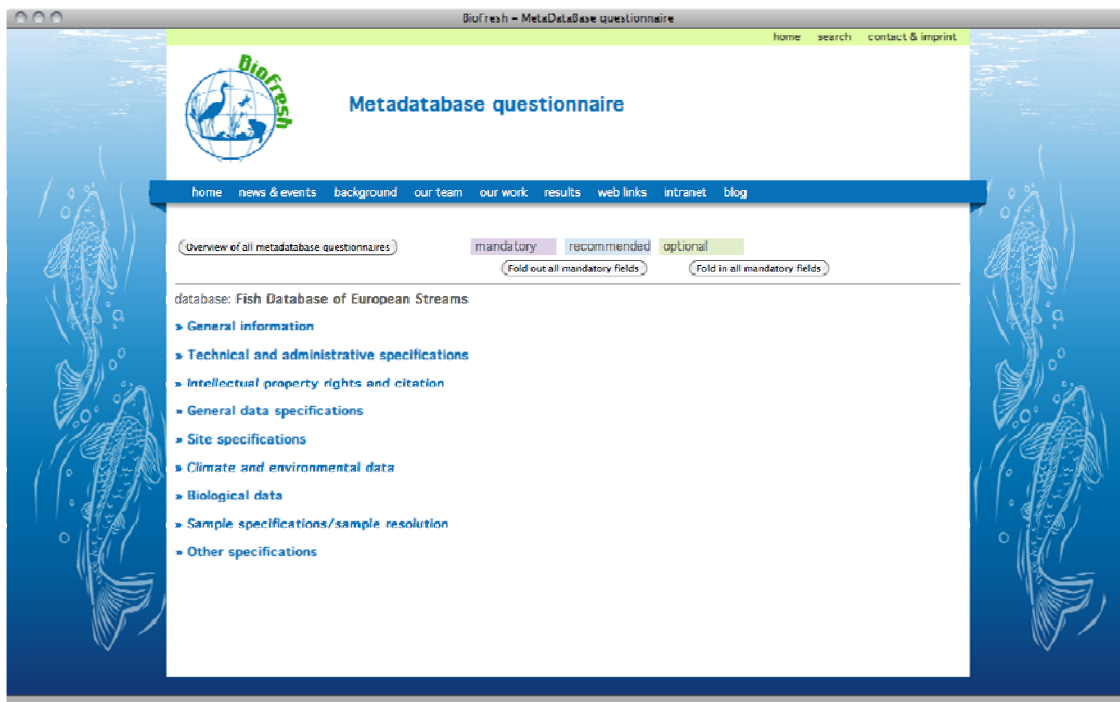 BioFresh – MetaDataBase questionnaire
home search contact & imprint
BioFresh
Metadatabase questionnaire
home news & events background our team our work results web links intranet blog
Overview of all metadatabase questionnaires mandatory recommended optional
Fold out all mandatory fields Fold in all mandatory fields
database: Fish Database of European Streams
» General information
» Technical and administrative specifications
» Intellectual property rights and citation
» General data specifications
» Site specifications
» Climate and environmental data
» Biological data
» Sample specifications/sample resolution
» Other specifications